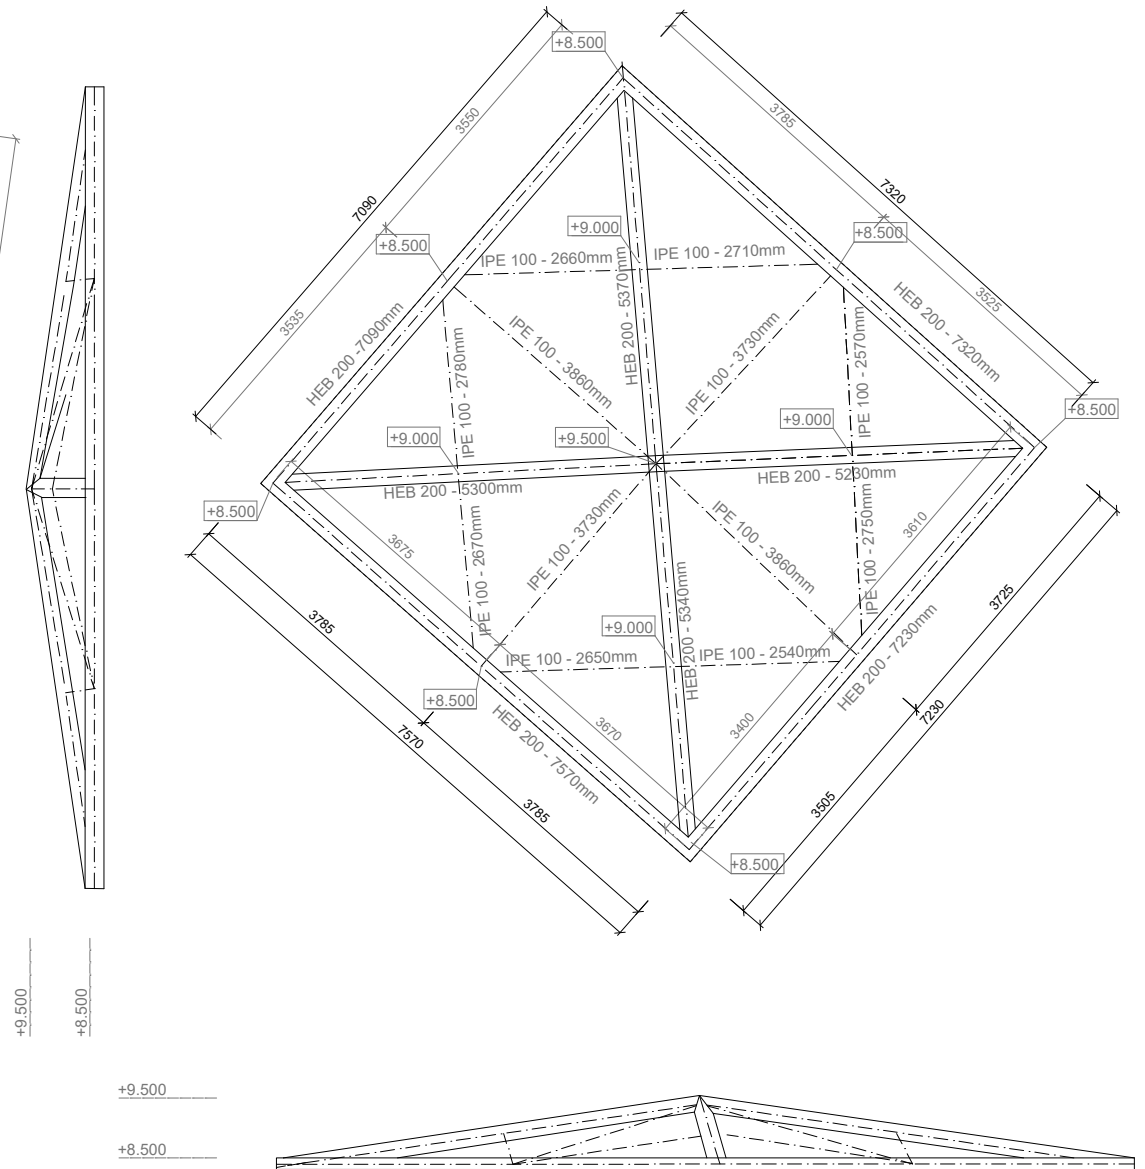 +8.500
3550
3785
7090
7320
+8.500
+9.000
+8.500
IPE 100 - 2660mm
IPE 100 - 2710mm
3535
3525
HEB 200 -7090mm
HEB 200 - 5370mm
HEB 200 - 7320mm
IPE 100 - 3860mm
IPE 100 - 3730mm
IPE 100 - 2780mm
IPE 100 - 2570mm
+8.500
+9.000
+9.500
+9.000
HEB 200 - 5300mm
HEB 200 - 5230mm
+8.500
3675
3610
IPE 100 - 2670mm
IPE 100 - 3730mm
IPE 100 - 3860mm
IPE 100 - 2750mm
3785
3725
+9.000
HEB 200 - 5340mm
HEB 200 - 7230mm
IPE 100 - 2650mm
IPE 100 - 2540mm
+8.500
7570
HEB 200 - 7570mm
3670
3400
7230
3785
3505
+8.500
+9.500
+8.500
+9.500
+8.500